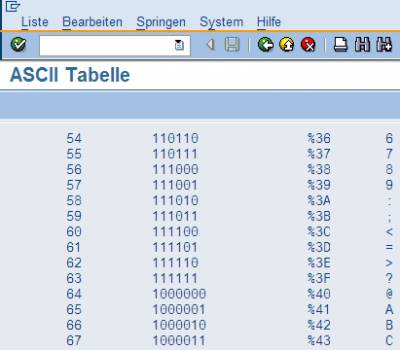 Liste Bearbeiten Springen System Hilfe
ASCII Tabelle
54 110110 %36 6
55 110111 %37 7
56 111000 %38 8
57 111001 %39 9
58 111010 %3A :
59 111011 %3B ;
60 111100 %3C <
61 111101 %3D =
62 111110 %3E >
63 111111 %3F ?
64 1000000 %40 @
65 1000001 %41 A
66 1000010 %42 B
67 1000011 %43 C